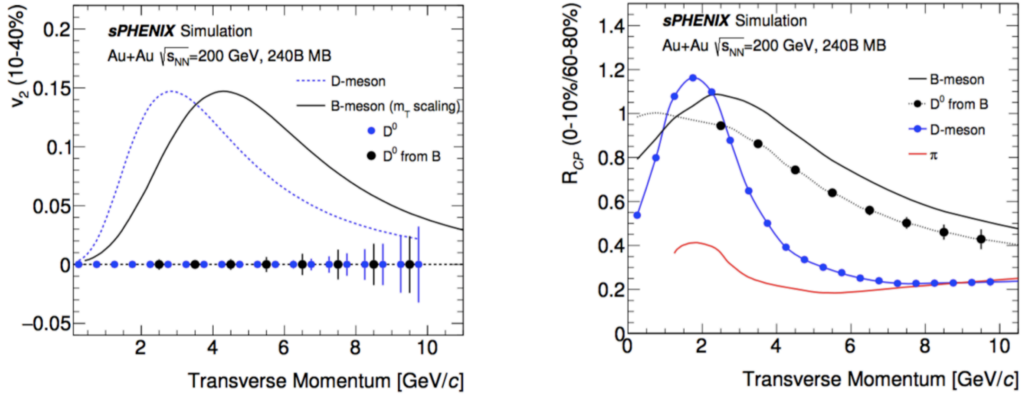 sPHENIX Simulation
Au+Au √sNN=200 GeV, 240B MB
D-meson
B-meson (mT scaling)
D0
D0 from B
v2 (10-40%)
0.2
0.15
0.1
0.05
0
−0.05
2
4
6
8
10
Transverse Momentum [GeV/c]
sPHENIX Simulation
Au+Au √sNN=200 GeV, 240B MB
B-meson
D0 from B
D-meson
π
RCP (0-10%/60-80%)
1.4
1.2
1
0.8
0.6
0.4
0.2
0
0
2
4
6
8
10
Transverse Momentum [GeV/c]